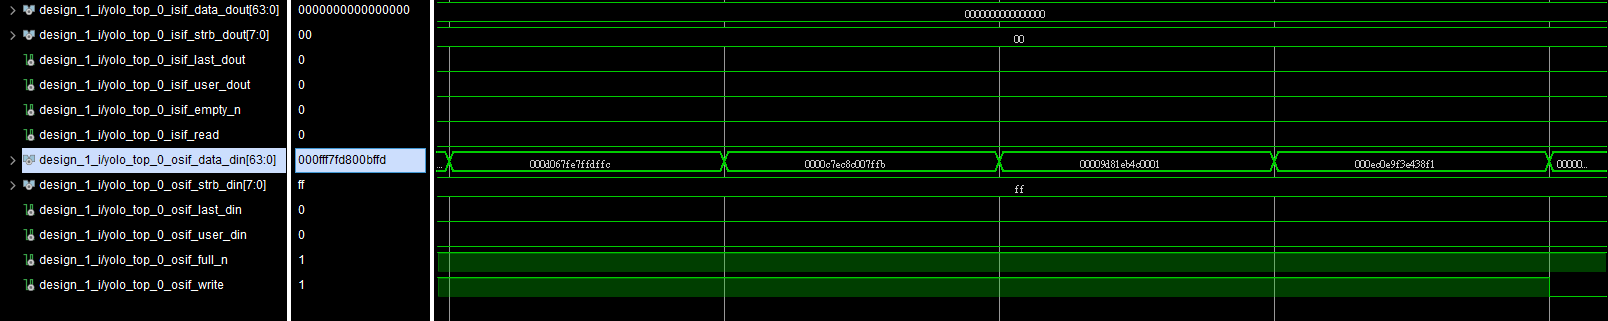 design_1_i/yolo_top_0_isif_data_dout[63:0] 0000000000000000 000000000000000
design_1_i/yolo_top_0_isif_strb_dout[7:0] 00 00
design_1_i/yolo_top_0_isif_last_dout 0
design_1_i/yolo_top_0_isif_user_dout 0
design_1_i/yolo_top_0_isif_empty_n 0
design_1_i/yolo_top_0_isif_read 0
design_1_i/yolo_top_0_osif_data_din[63:0] 000fff7fd800bffd ... 000d067fe7ffdffc 0000c7ec8c007ffb 00009d81eb4c0001 000ec0e9f3e438f1 00000...
design_1_i/yolo_top_0_osif_strb_din[7:0] ff ff
design_1_i/yolo_top_0_osif_last_din 0
design_1_i/yolo_top_0_osif_user_din 0
design_1_i/yolo_top_0_osif_full_n 1
design_1_i/yolo_top_0_osif_write 1